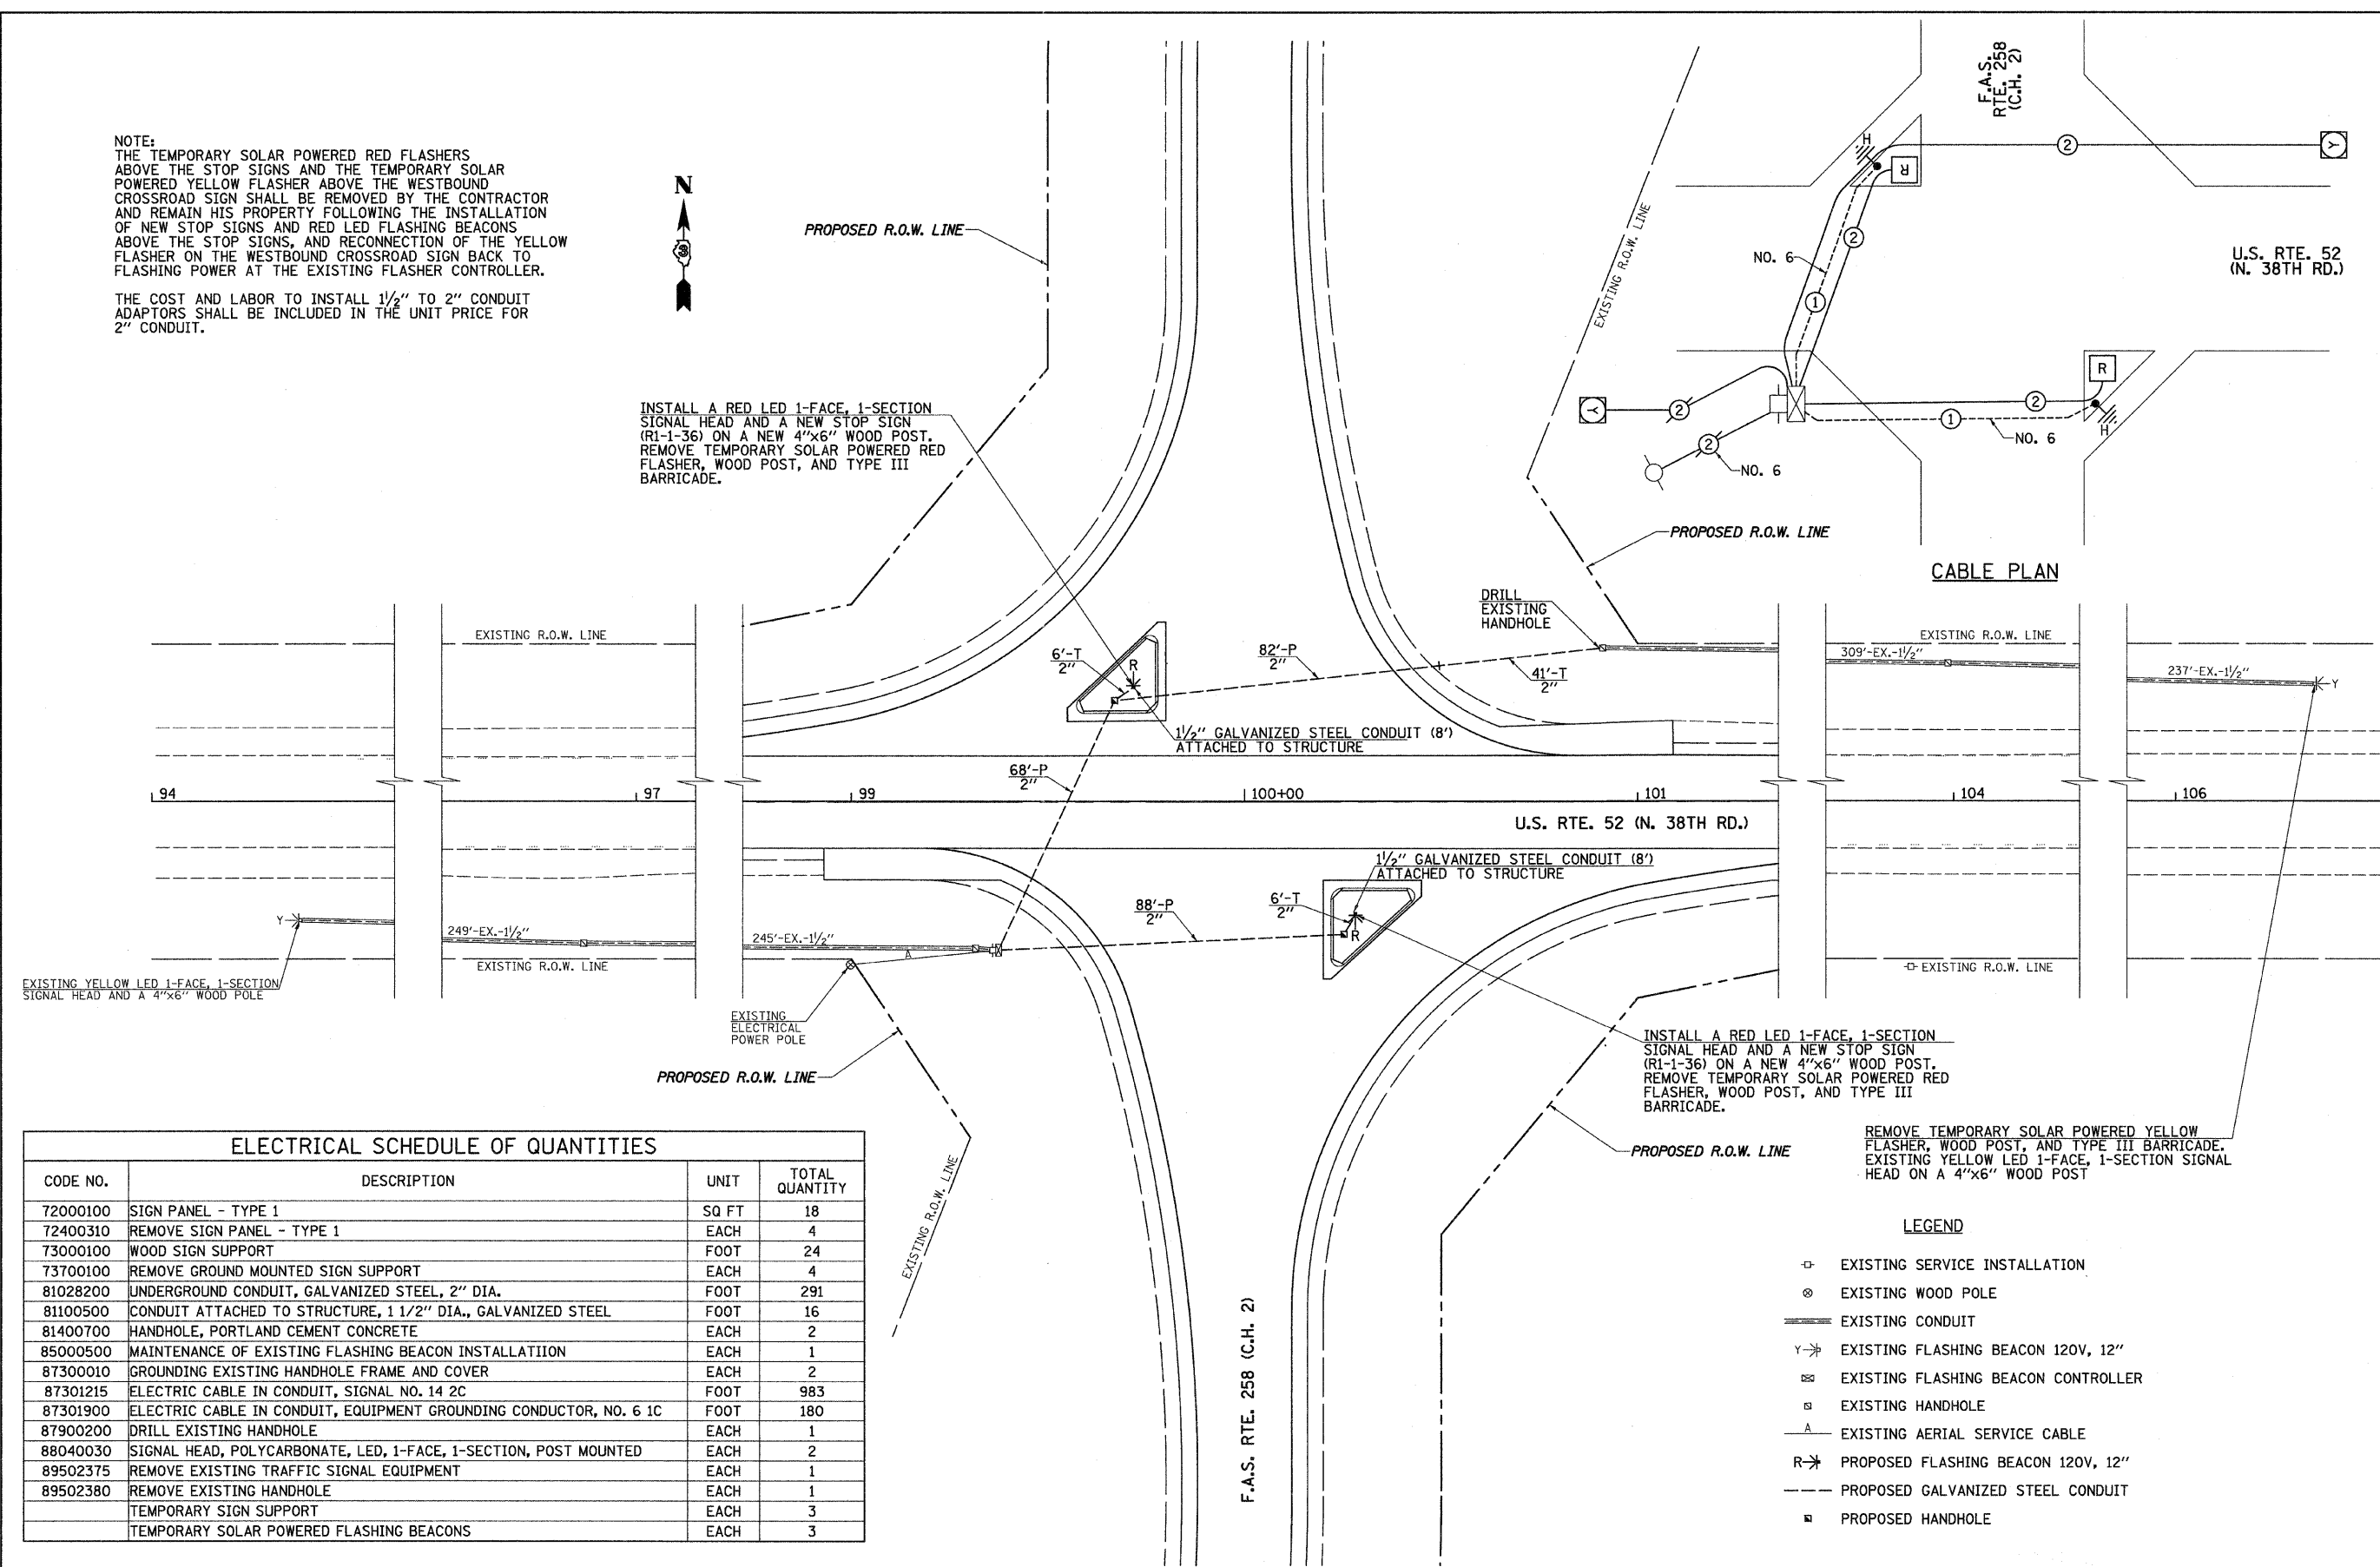 NOTE:
THE TEMPORARY SOLAR POWERED RED FLASHERS
ABOVE THE STOP SIGNS AND THE TEMPORARY SOLAR
POWERED YELLOW FLASHER ABOVE THE WESTBOUND
CROSSROAD SIGN SHALL BE REMOVED BY THE CONTRACTOR
AND REMAIN HIS PROPERTY FOLLOWING THE INSTALLATION
OF NEW STOP SIGNS AND RED LED FLASHING BEACONS
ABOVE THE STOP SIGNS, AND RECONNECTION OF THE YELLOW
FLASHER ON THE WESTBOUND CROSSROAD SIGN BACK TO
FLASHING POWER AT THE EXISTING FLASHER CONTROLLER.
THE COST AND LABOR TO INSTALL 1½" TO 2" CONDUIT
ADAPTORS SHALL BE INCLUDED IN THE UNIT PRICE FOR
2" CONDUIT.
N
PROPOSED R.O.W. LINE
EXISTING R.O.W. LINE
F.A.S.
RTE. 258
(C.H. 2)
H
2
Y
R
2
NO. 6
1
U.S. RTE. 52
(N. 38TH RD.)
R
Y
2
2
1
NO. 6
H
2
NO. 6
CABLE PLAN
INSTALL A RED LED 1-FACE, 1-SECTION
SIGNAL HEAD AND A NEW STOP SIGN
(R1-1-36) ON A NEW 4"x6" WOOD POST.
REMOVE TEMPORARY SOLAR POWERED RED
FLASHER, WOOD POST, AND TYPE III
BARRICADE.
PROPOSED R.O.W. LINE
DRILL
EXISTING
HANDHOLE
EXISTING R.O.W. LINE
6'-T
2"
R
82'-P
2"
41'-T
2"
EXISTING R.O.W. LINE
309'-EX.-1½"
237'-EX.-1½"
Y
1½" GALVANIZED STEEL CONDUIT (8')
ATTACHED TO STRUCTURE
68'-P
2"
94
97
99
100+00
101
104
106
U.S. RTE. 52 (N. 38TH RD.)
1½" GALVANIZED STEEL CONDUIT (8')
ATTACHED TO STRUCTURE
Y
249'-EX.-1½"
245'-EX.-1½"
A
88'-P
2"
6'-T
2"
R
EXISTING R.O.W. LINE
EXISTING R.O.W. LINE
EXISTING YELLOW LED 1-FACE, 1-SECTION
SIGNAL HEAD AND A 4"x6" WOOD POLE
EXISTING
ELECTRICAL
POWER POLE
PROPOSED R.O.W. LINE
INSTALL A RED LED 1-FACE, 1-SECTION
SIGNAL HEAD AND A NEW STOP SIGN
(R1-1-36) ON A NEW 4"x6" WOOD POST.
REMOVE TEMPORARY SOLAR POWERED RED
FLASHER, WOOD POST, AND TYPE III
BARRICADE.
PROPOSED R.O.W. LINE
REMOVE TEMPORARY SOLAR POWERED YELLOW
FLASHER, WOOD POST, AND TYPE III BARRICADE.
EXISTING YELLOW LED 1-FACE, 1-SECTION SIGNAL
HEAD ON A 4"x6" WOOD POST
EXISTING R.O.W. LINE
F.A.S. RTE. 258 (C.H. 2)
ELECTRICAL SCHEDULE OF QUANTITIES
CODE NO. DESCRIPTION UNIT TOTAL QUANTITY
72000100 SIGN PANEL - TYPE 1 SQ FT 18
72400310 REMOVE SIGN PANEL - TYPE 1 EACH 4
73000100 WOOD SIGN SUPPORT FOOT 24
73700100 REMOVE GROUND MOUNTED SIGN SUPPORT EACH 4
81028200 UNDERGROUND CONDUIT, GALVANIZED STEEL, 2" DIA. FOOT 291
81100500 CONDUIT ATTACHED TO STRUCTURE, 1 1/2" DIA., GALVANIZED STEEL FOOT 16
81400700 HANDHOLE, PORTLAND CEMENT CONCRETE EACH 2
85000500 MAINTENANCE OF EXISTING FLASHING BEACON INSTALLATIION EACH 1
87300010 GROUNDING EXISTING HANDHOLE FRAME AND COVER EACH 2
87301215 ELECTRIC CABLE IN CONDUIT, SIGNAL NO. 14 2C FOOT 983
87301900 ELECTRIC CABLE IN CONDUIT, EQUIPMENT GROUNDING CONDUCTOR, NO. 6 1C FOOT 180
87900200 DRILL EXISTING HANDHOLE EACH 1
88040030 SIGNAL HEAD, POLYCARBONATE, LED, 1-FACE, 1-SECTION, POST MOUNTED EACH 2
89502375 REMOVE EXISTING TRAFFIC SIGNAL EQUIPMENT EACH 1
89502380 REMOVE EXISTING HANDHOLE EACH 1
TEMPORARY SIGN SUPPORT EACH 3
TEMPORARY SOLAR POWERED FLASHING BEACONS EACH 3
LEGEND
EXISTING SERVICE INSTALLATION
EXISTING WOOD POLE
EXISTING CONDUIT
Y EXISTING FLASHING BEACON 120V, 12"
EXISTING FLASHING BEACON CONTROLLER
EXISTING HANDHOLE
A EXISTING AERIAL SERVICE CABLE
R PROPOSED FLASHING BEACON 120V, 12"
PROPOSED GALVANIZED STEEL CONDUIT
PROPOSED HANDHOLE